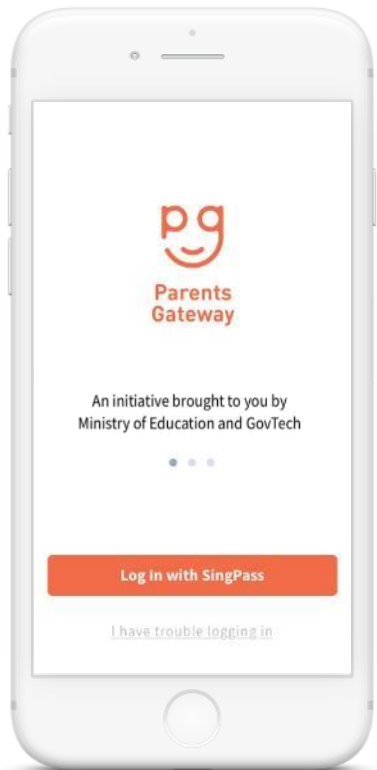 pg
Parents
Gateway
An initiative brought to you by
Ministry of Education and GovTech
Log In with SingPass
I have trouble logging in